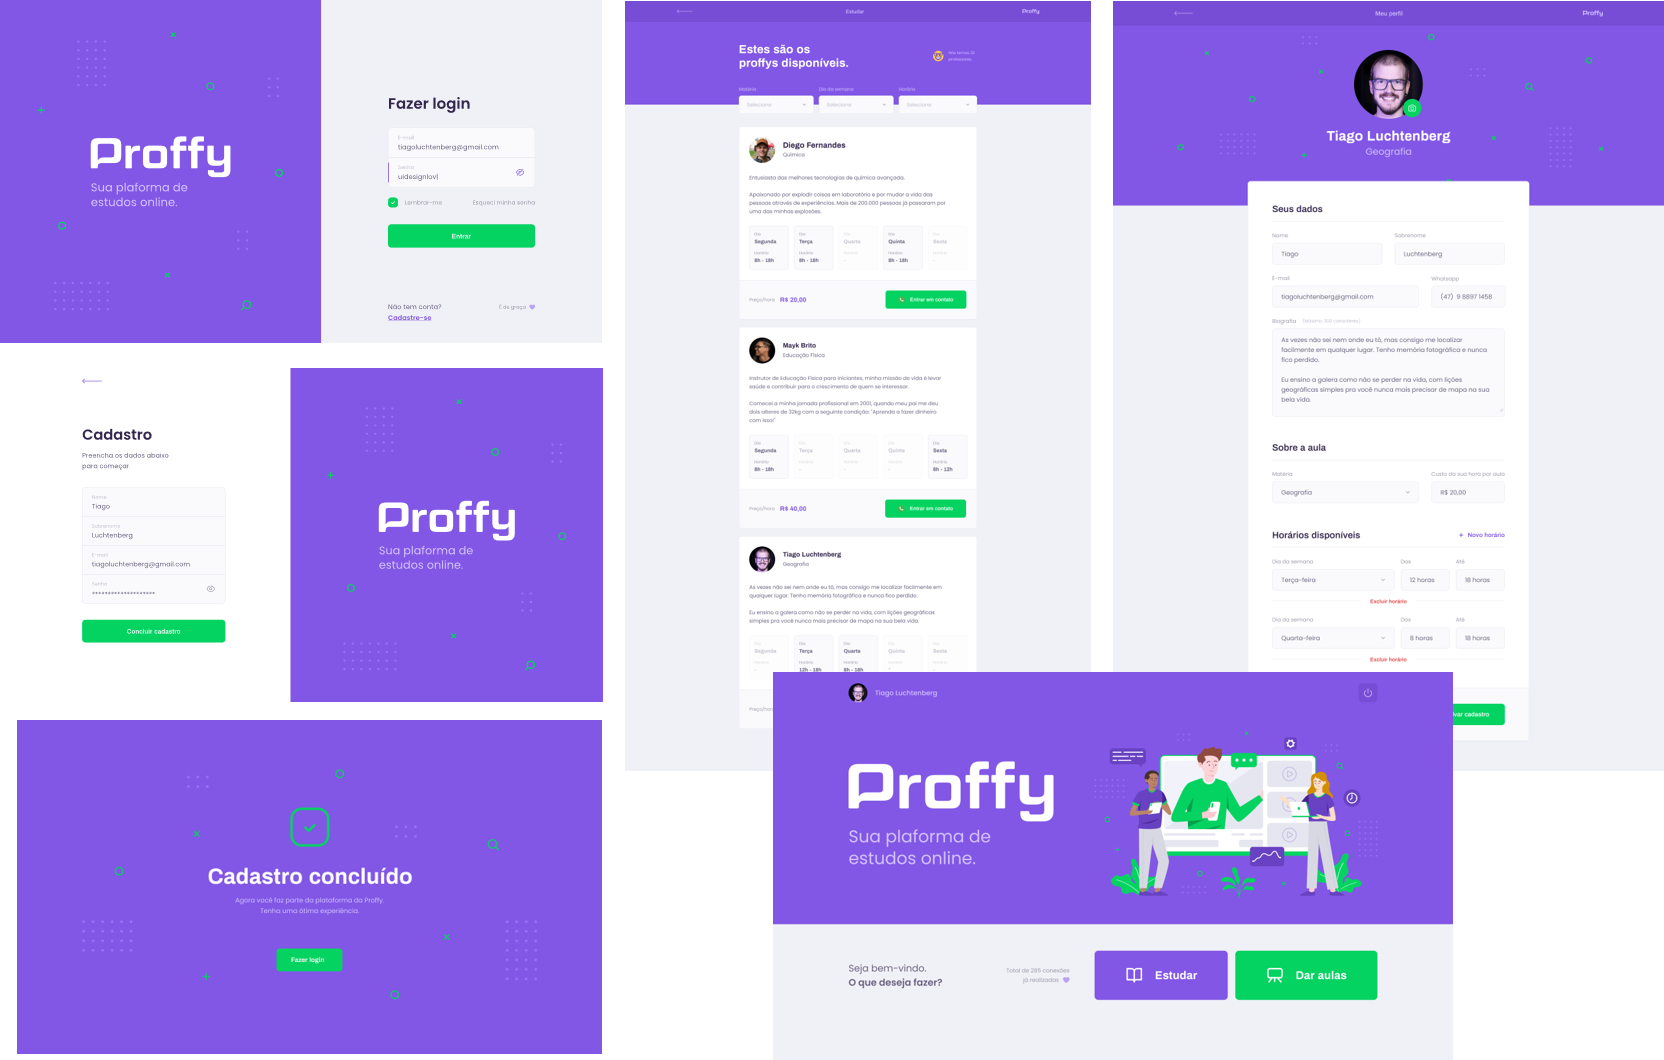 Proffy
Sua plaforma de
estudos online.
Fazer login
E-mail
tiagoluchtenberg@gmail.com
Senha
uidesignlov|
Lembrar-me
Esqueci minha senha
Entrar
Não tem conta?
Cadastre-se
É de graça
Cadastro
Preencha os dados abaixo
para começar.
Nome
Tiago
Sobrenome
Luchtenberg
E-mail
tiagoluchtenberg@gmail.com
Senha
Concluir cadastro
Proffy
Sua plaforma de
estudos online.
Cadastro concluído
Agora você faz parte da plataforma da Proffy.
Tenha uma ótima experiência.
Fazer login
Estudar
Proffy
Estes são os
proffys disponíveis.
professores.
Matéria
Dia da semana
Horário
Selecione
Selecione
Selecione
Diego Fernandes
Química
Entusiasta das melhores tecnologias de química avançada.
Apaixonado por explodir coisas em laboratório e por mudar a vida das
pessoas através de experiências. Mais de 200.000 pessoas já passaram por
uma das minhas explosões.
Dia Dia Dia Dia Dia
Segunda Terça Quarta Quinta Sexta
Horário Horário Horário Horário Horário
8h - 18h 8h - 18h - 8h - 18h -
Preço/hora R$ 20,00
Entrar em contato
Mayk Brito
Educação Física
Instrutor de Educação Física para iniciantes, minha missão de vida é levar
saúde e contribuir para o crescimento de quem se interessar.
Comecei a minha jornada profissional em 2001, quando meu pai me deu
dois alteres de 32kg com a seguinte condição: "Aprenda a fazer dinheiro
com isso!"
Dia Dia Dia Dia Dia
Segunda Terça Quarta Quinta Sexta
Horário Horário Horário Horário Horário
8h - 18h - - - 8h - 12h
Preço/hora R$ 40,00
Entrar em contato
Tiago Luchtenberg
Geografia
As vezes não sei nem onde eu tô, mas consigo me localizar facilmente em
qualquer lugar. Tenho memória fotográfica e nunca fico perdido.
Eu ensino a galera como não se perder na vida, com lições geográficas
simples pra você nunca mais precisar de mapa na sua bela vida.
Dia Dia Dia Dia Dia
Segunda Terça Quarta Quinta Sexta
Horário Horário Horário Horário Horário
- 12h - 18h 8h - 18h - -
Preço/hora
Meu perfil
Proffy
Tiago Luchtenberg
Geografia
Seus dados
Nome
Sobrenome
Tiago
Luchtenberg
E-mail
Whatsapp
tiagoluchtenberg@gmail.com
(47) 9 8897 1458
Biografia (Máximo 300 caracteres)
As vezes não sei nem onde eu tô, mas consigo me localizar
facilmente em qualquer lugar. Tenho memória fotográfica e nunca
fico perdido.
Eu ensino a galera como não se perder na vida, com lições
geográficas simples pra você nunca mais precisar de mapa na sua
bela vida.
Sobre a aula
Matéria
Custo da sua hora por aula
Geografia
R$ 20,00
Horários disponíveis
+ Novo horário
Dia da semana Das Até
Terça-feira 12 horas 18 horas
Excluir horário
Dia da semana Das Até
Quarta-feira 8 horas 18 horas
Excluir horário
var cadastro
Tiago Luchtenberg
Proffy
Sua plaforma de
estudos online.
Seja bem-vindo.
O que deseja fazer?
Total de 285 conexões
já realizadas
Estudar
Dar aulas